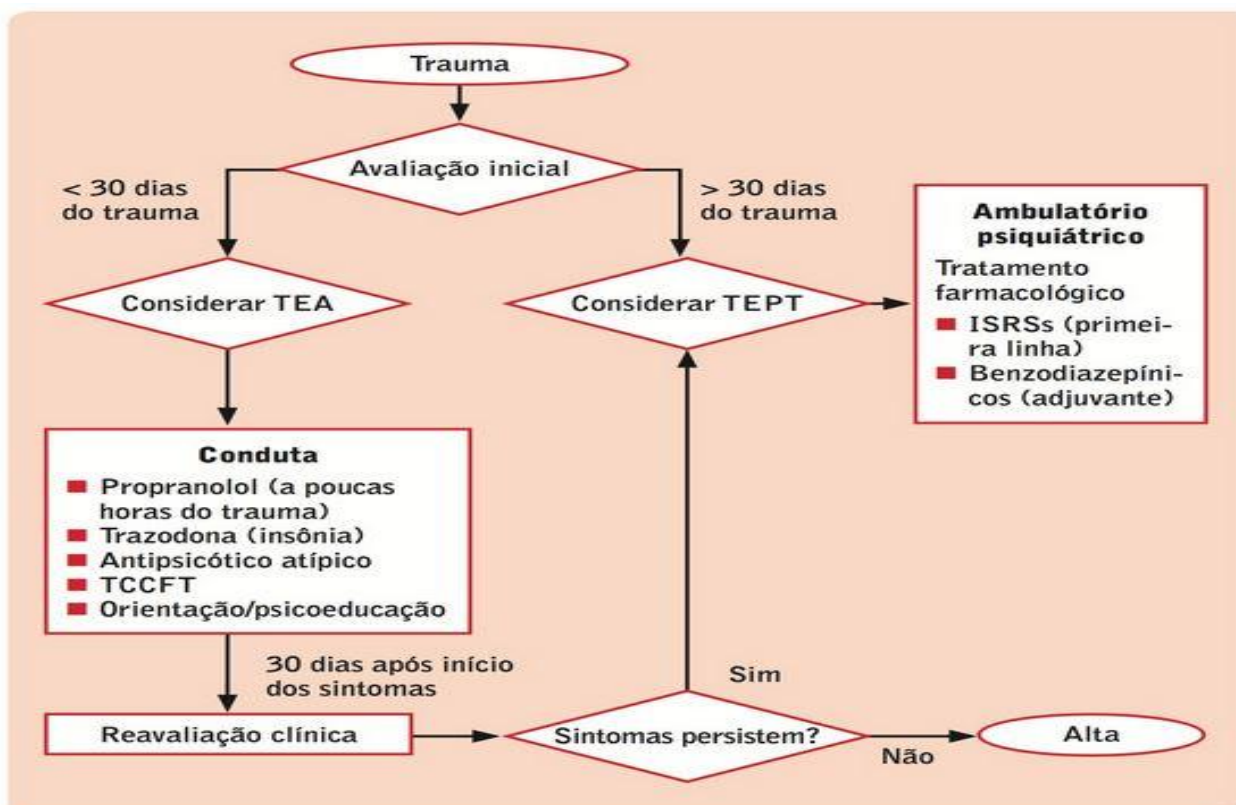 Trauma
Avaliação inicial
< 30 dias
do trauma
> 30 dias
do trauma
Considerar TEA
Considerar TEPT
Ambulatório
psiquiátrico
Tratamento
farmacológico
ISRSs (primei-
ra linha)
Benzodiazepíni-
cos (adjuvante)
Conduta
Propranolol (a poucas
horas do trauma)
Trazodona (insônia)
Antipsicótico atípico
TCCFT
Orientação/psicoeducação
30 dias após início
dos sintomas
Reavaliação clínica
Sintomas persistem?
Sim
Não
Alta